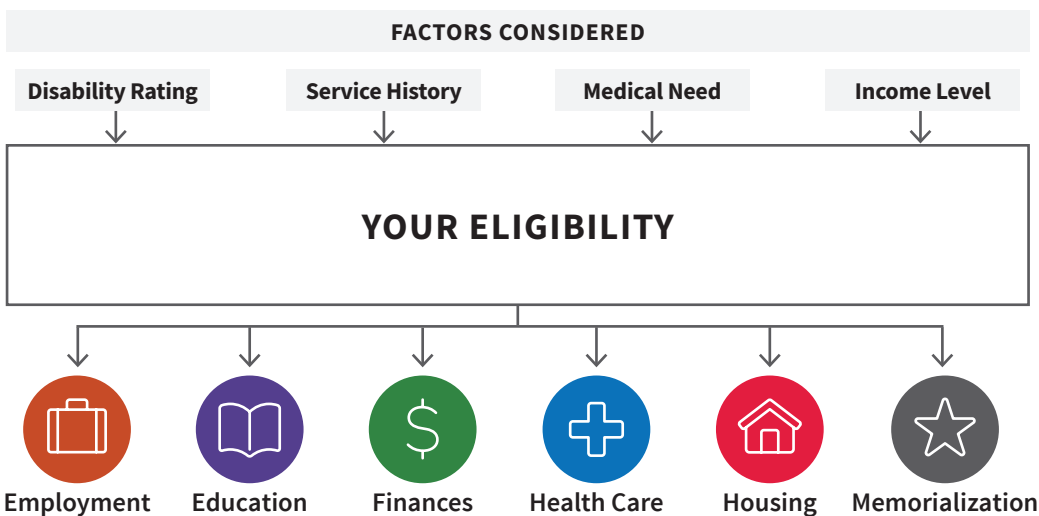 FACTORS CONSIDERED
Disability Rating
Service History
Medical Need
Income Level
YOUR ELIGIBILITY
Employment
Education
Finances
Health Care
Housing
Memorialization